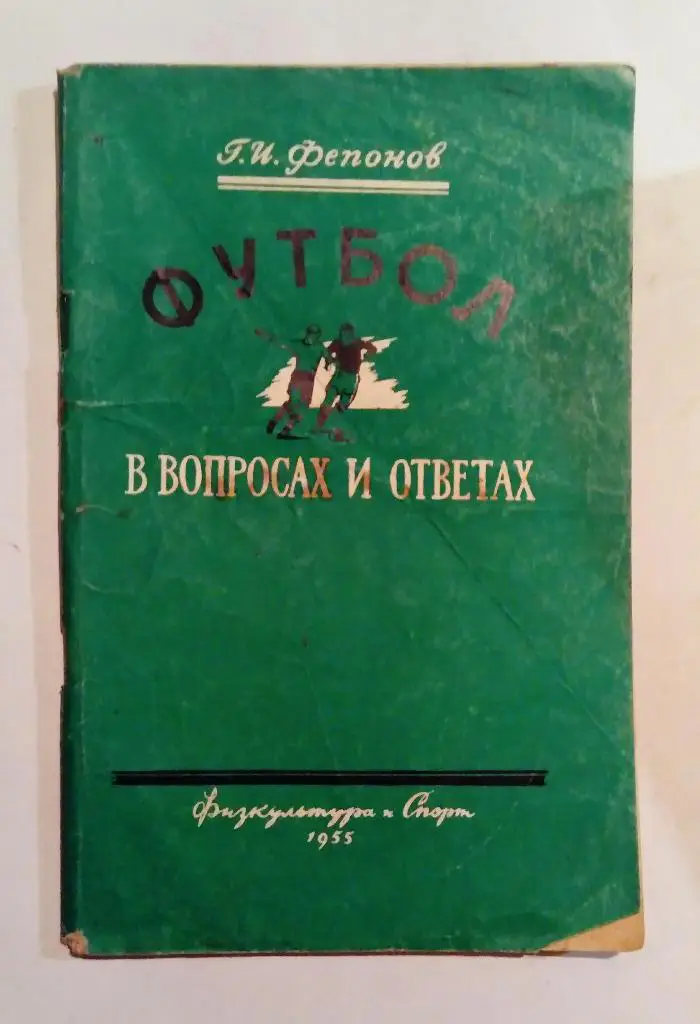 Г.И. Фепонов
ФУТБОЛ
В ВОПРОСАХ И ОТВЕТАХ
Физкультура и Спорт
1955